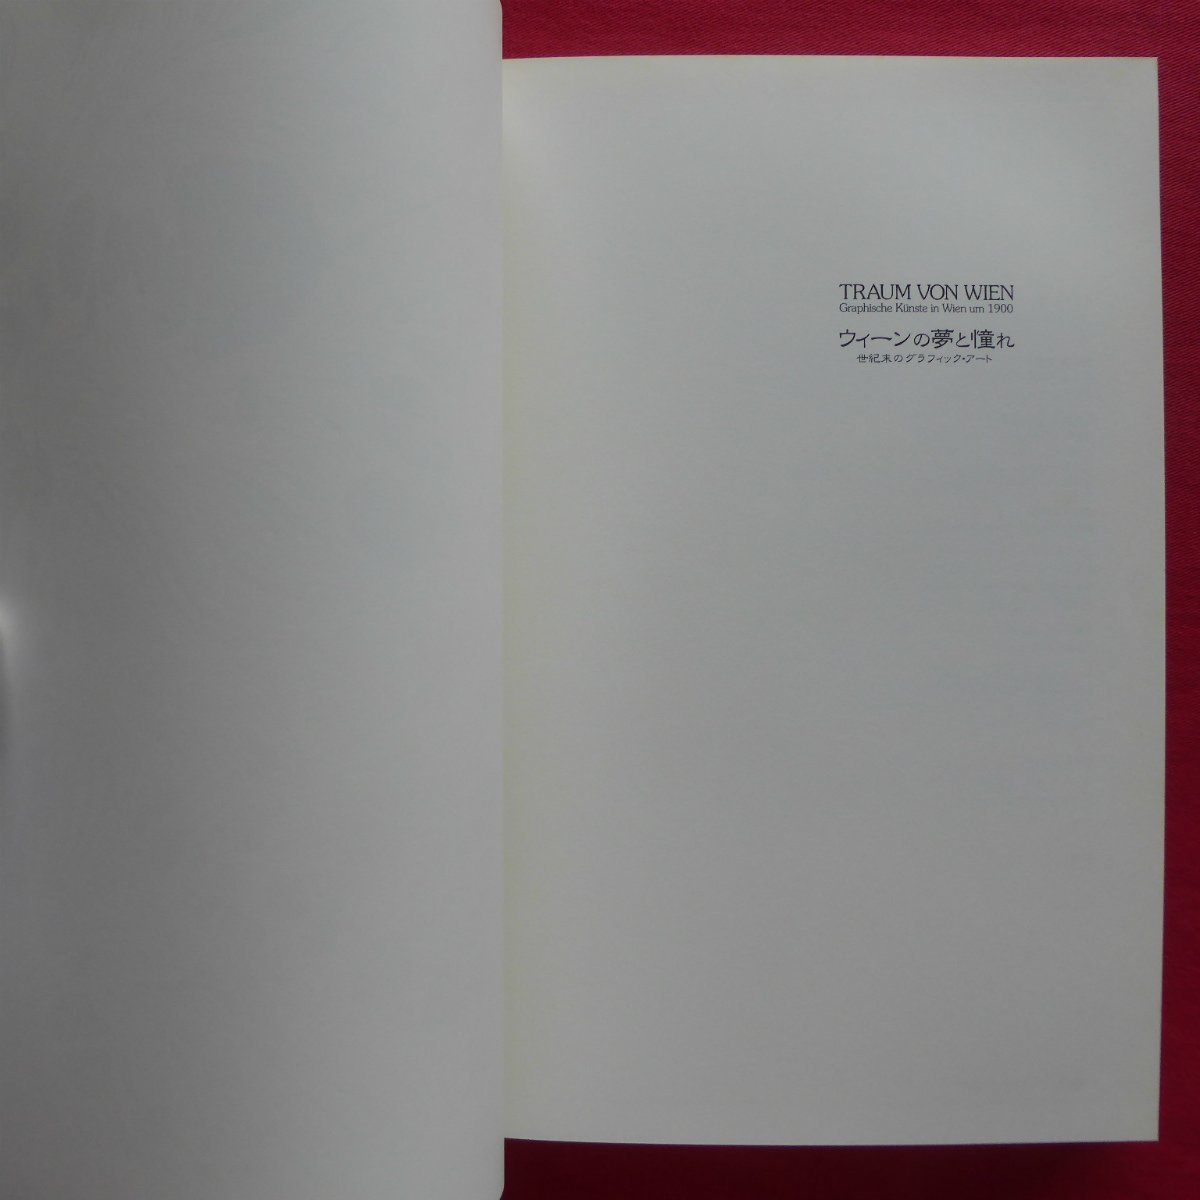 TRAUM VON WIEN
Graphische Künste in Wien um 1900
ウィーンの夢と憧れ
世紀末のグラフィック・アート